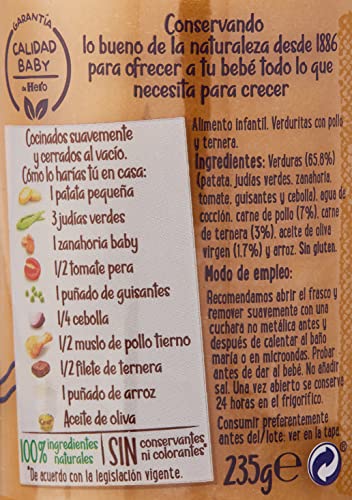 GARANTÍA
CALIDAD
BABY
de Hero
Conservando
lo bueno de la naturaleza desde 1886
para ofrecer a tu bebé todo lo que
necesita para crecer
Cocinados suavemente
y cerrados al vacío.
Cómo lo harías tú en casa:
1 patata pequeña
3 judías verdes
1 zanahoria baby
1/2 tomate pera
1 puñado de guisantes
1/4 cebolla
1/2 muslo de pollo tierno
1/2 filete de ternera
1 puñado de arroz
Aceite de oliva
100% ingredientes naturales* SIN conservantes ni colorantes*
*De acuerdo con la legislación vigente.
Alimento infantil. Verduritas con pollo
y ternera.
Ingredientes: Verduras (65.8%)
(patata, judías verdes, zanahoria,
tomate, guisantes y cebolla), agua de
cocción, carne de pollo (7%), carne
de ternera (3%), aceite de oliva
virgen (1.7%) y arroz. Sin gluten.
Modo de empleo:
Recomendamos abrir el frasco y
remover suavemente con una
cuchara no metálica antes y
después de calentar al baño
maría o en microondas. Probar
antes de dar al bebé. No añadir
sal. Una vez abierto se conserva
24 horas en el frigorífico.
Consumir preferentemente
antes del/lote: ver en la tapa
235g e